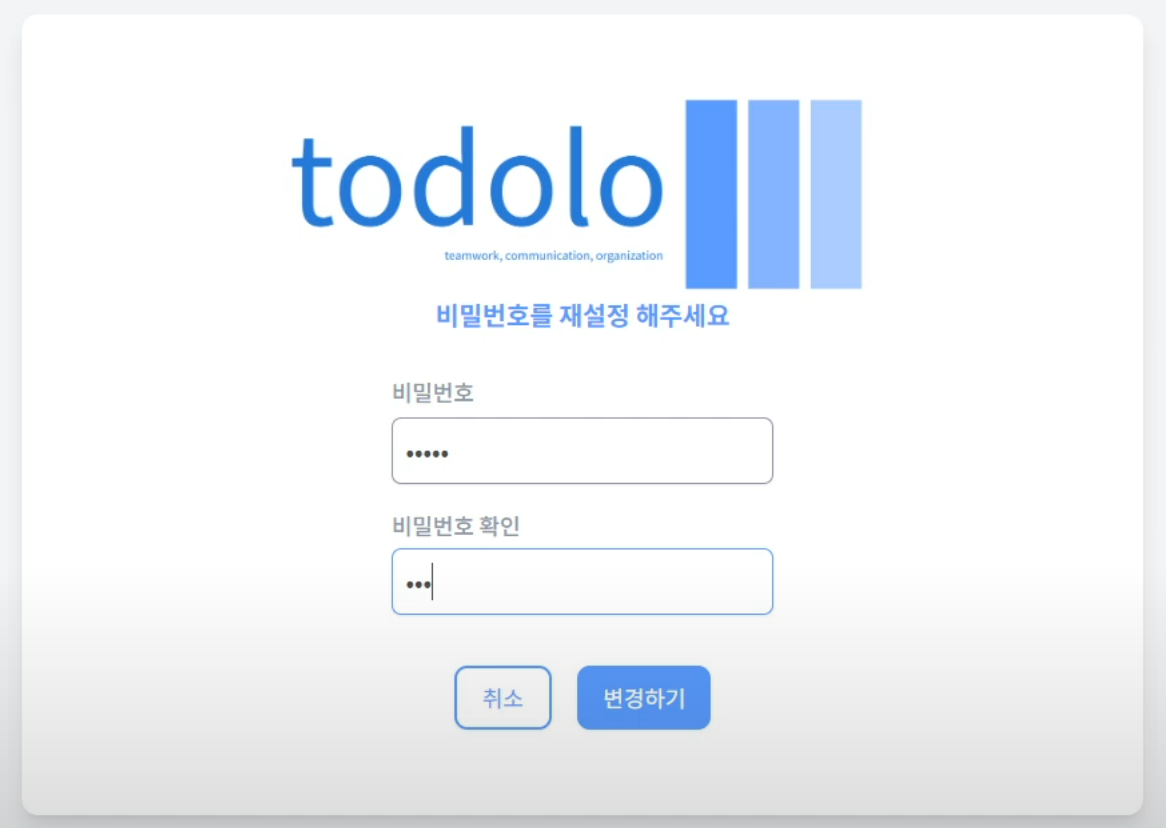 todolo
teamwork, communication, organization
비밀번호를 재설정 해주세요
비밀번호
•••••
비밀번호 확인
•••
취소
변경하기